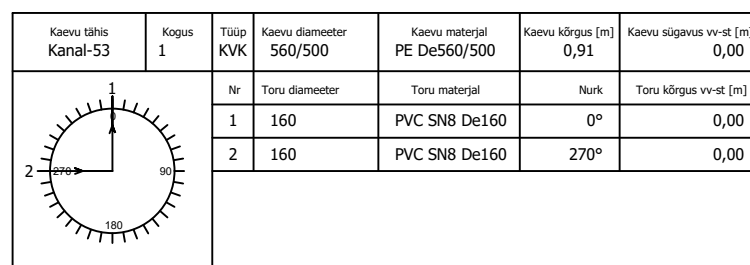 Kaevu tähis Kogus Tüüp Kaevu diameeter Kaevu materjal Kaevu kõrgus [m] Kaevu sügavus vv-st [m]
Kanal-53 1 KVK 560/500 PE De560/500 0,91 0,00
Nr Toru diameeter Toru materjal Nurk Toru kõrgus vv-st [m]
1 160 PVC SN8 De160 0° 0,00
2 160 PVC SN8 De160 270° 0,00
1
0
2 270 90
180